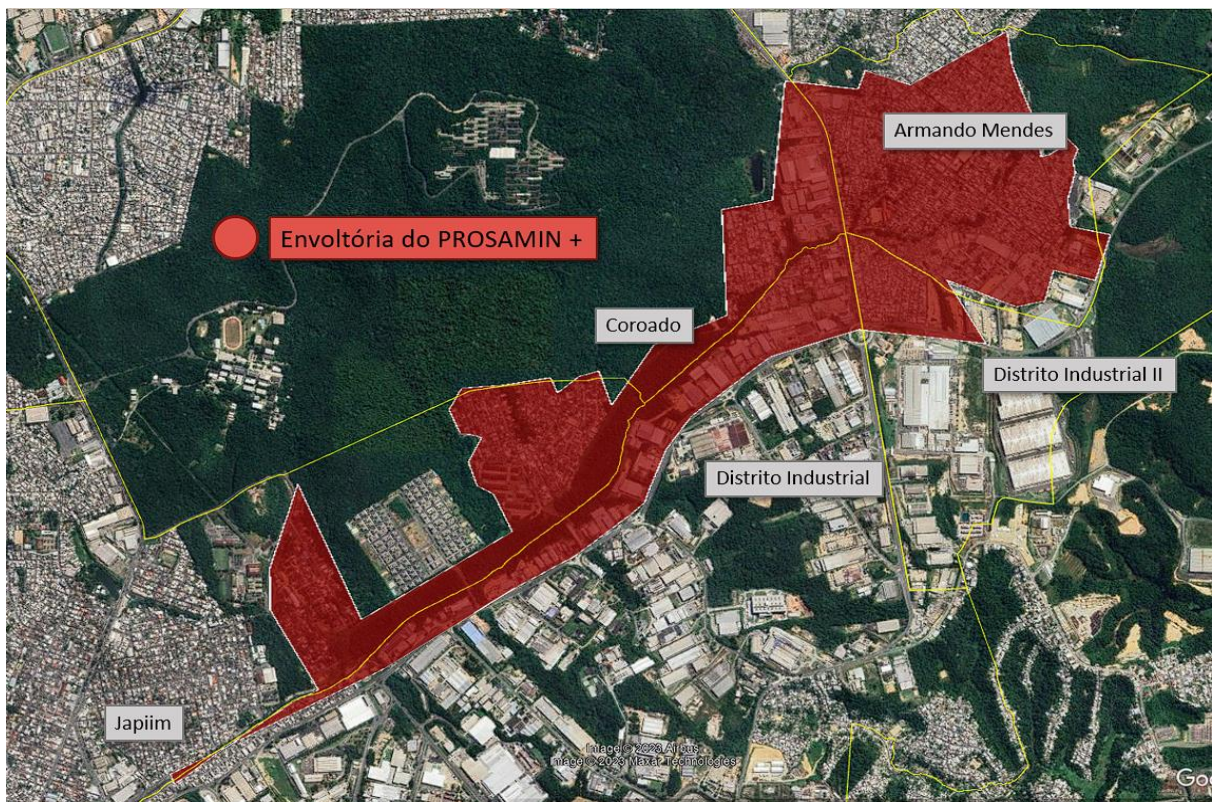 Armando Mendes
Envoltória do PROSAMIN +
Coroado
Distrito Industrial II
Distrito Industrial
Japiim
Image © 2023 Airbus
Image © 2023 Maxar Technologies
Goo